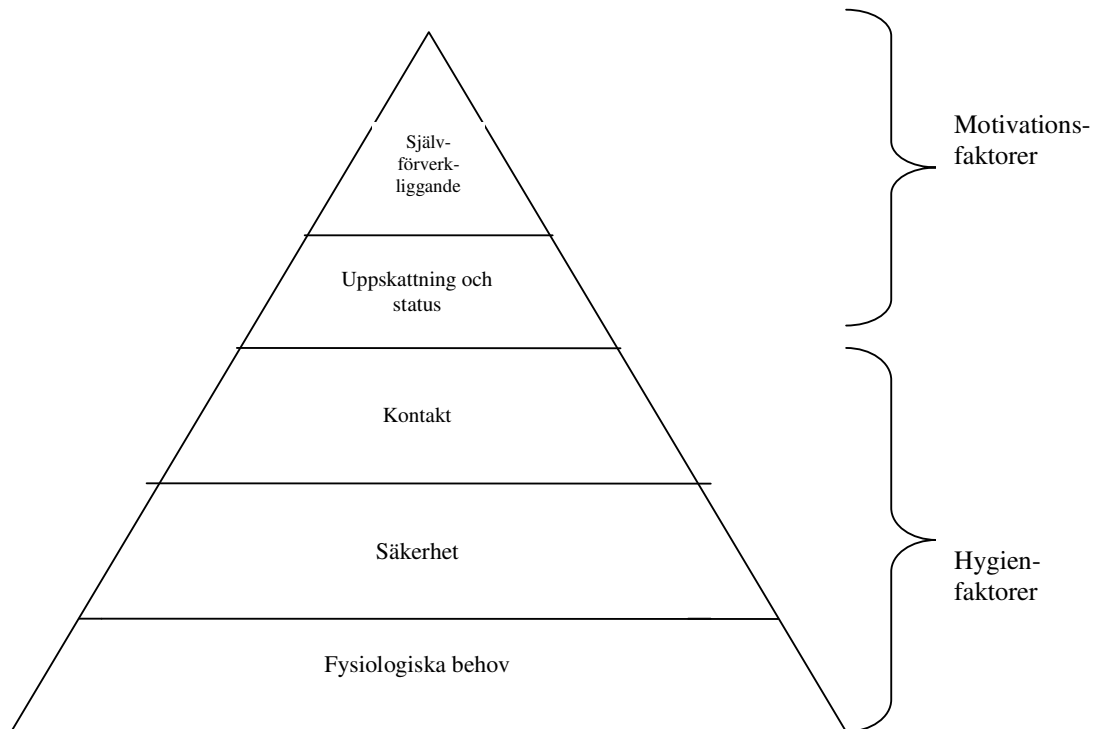 Själv-
förverk-
liggande
Uppskattning och
status
Kontakt
Säkerhet
Fysiologiska behov
Motivations-
faktorer
Hygien-
faktorer